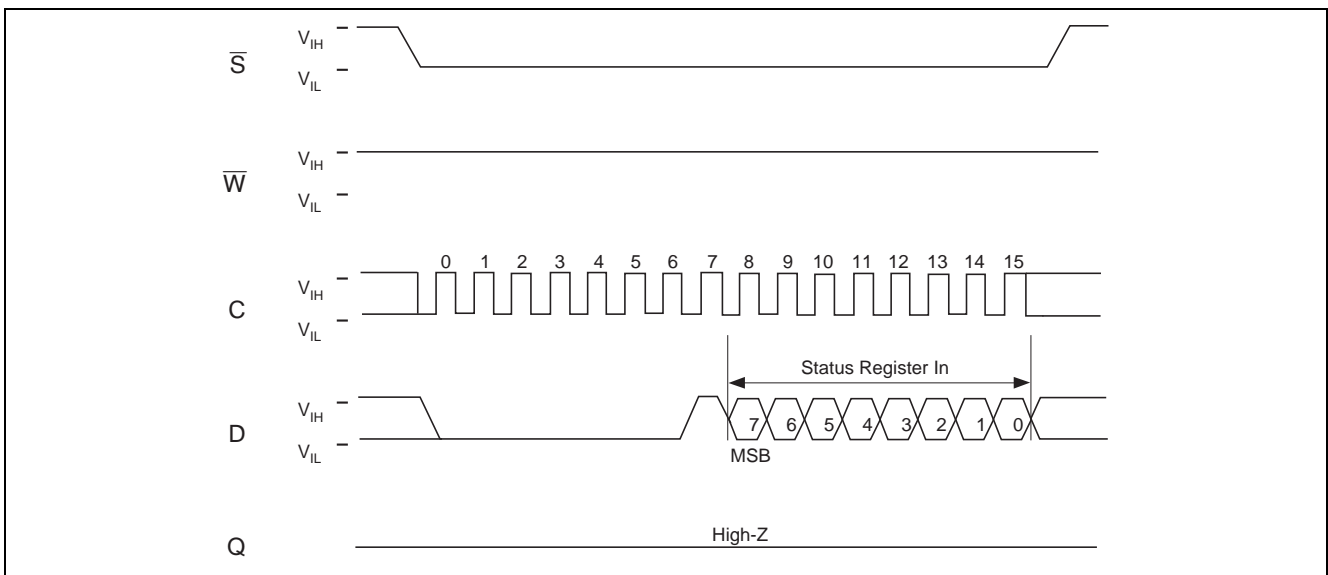 S̅
V_IH
V_IL
W̅
V_IH
V_IL
0 1 2 3 4 5 6 7 8 9 10 11 12 13 14 15
C
V_IH
V_IL
Status Register In
D
V_IH
V_IL
7 6 5 4 3 2 1 0
MSB
Q
High-Z